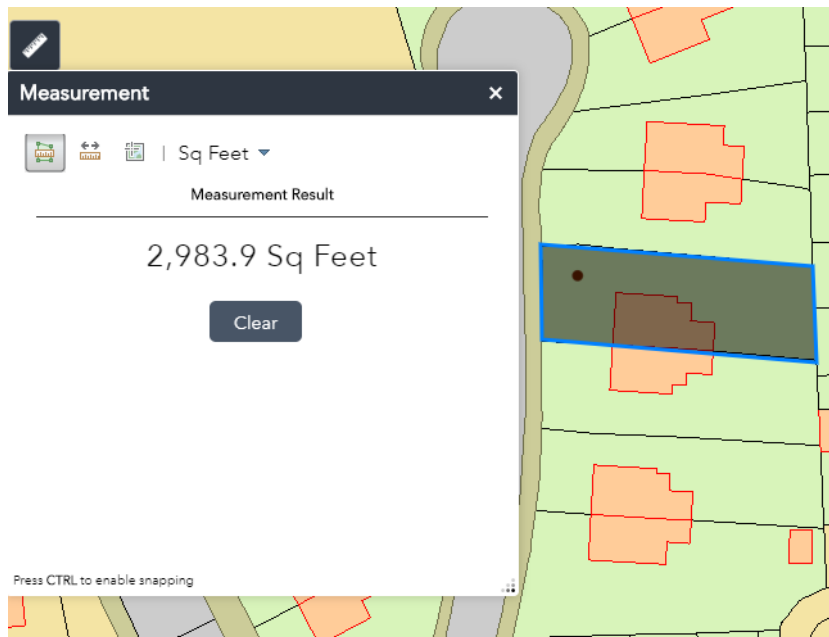 Measurement
| Sq Feet
Measurement Result
2,983.9 Sq Feet
Clear
Press CTRL to enable snapping